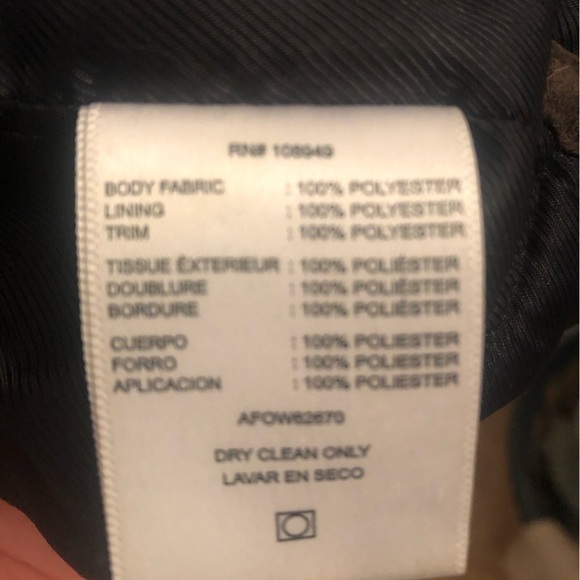 RN# 108949
BODY FABRIC : 100% POLYESTER
LINING : 100% POLYESTER
TRIM : 100% POLYESTER
TISSUE ÉXTERIEUR : 100% POLIÉSTER
DOUBLURE : 100% POLIÉSTER
BORDURE : 100% POLIÉSTER
CUERPO : 100% POLIESTER
FORRO : 100% POLIESTER
APLICACION : 100% POLIESTER
AFOW62670
DRY CLEAN ONLY
LAVAR EN SECO